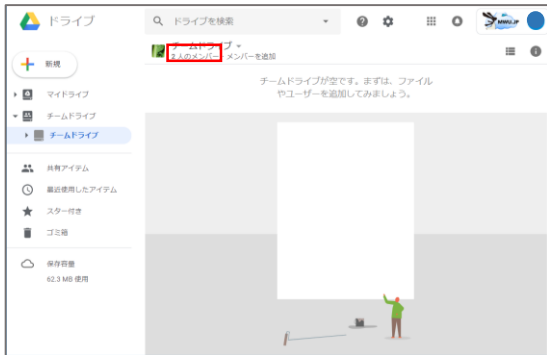 ドライブ
ドライブを検索
MWU.JP
チームドライブ
2 人のメンバー メンバーを追加
新規
チームドライブが空です。まずは、ファイル
やユーザーを追加してみましょう。
マイドライブ
チームドライブ
チームドライブ
共有アイテム
最近使用したアイテム
スター付き
ゴミ箱
保存容量
62.3 MB 使用